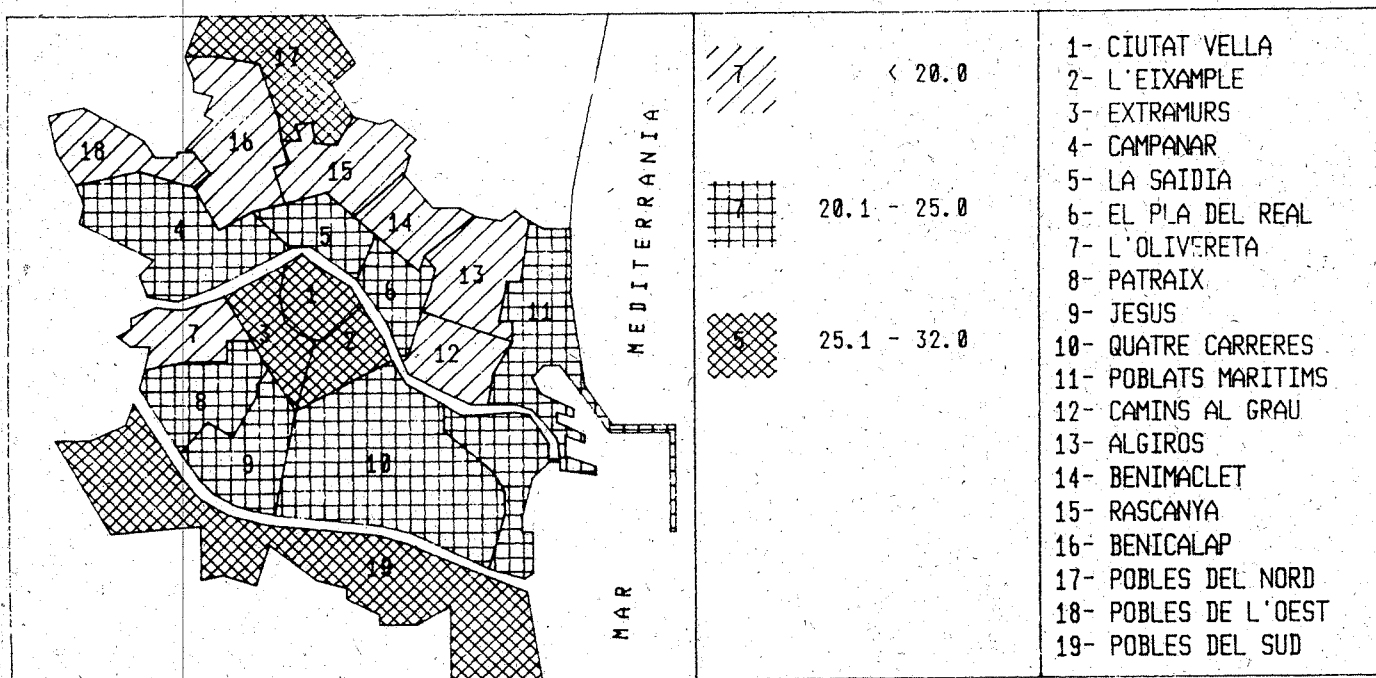 17
18
16
15
4
14
5
13
6
1
11
7
3
2
12
8
9
10
19
MAR MEDITERRANIA
7 < 20.0
7 20.1 - 25.0
5 25.1 - 32.0
1- CIUTAT VELLA
2- L'EIXAMPLE
3- EXTRAMURS
4- CAMPANAR
5- LA SAIDIA
6- EL PLA DEL REAL
7- L'OLIVERETA
8- PATRAIX
9- JESUS
10- QUATRE CARRERES
11- POBLATS MARITIMS
12- CAMINS AL GRAU
13- ALGIROS
14- BENIMACLET
15- RASCANYA
16- BENICALAP
17- POBLES DEL NORD
18- POBLES DE L'OEST
19- POBLES DEL SUD